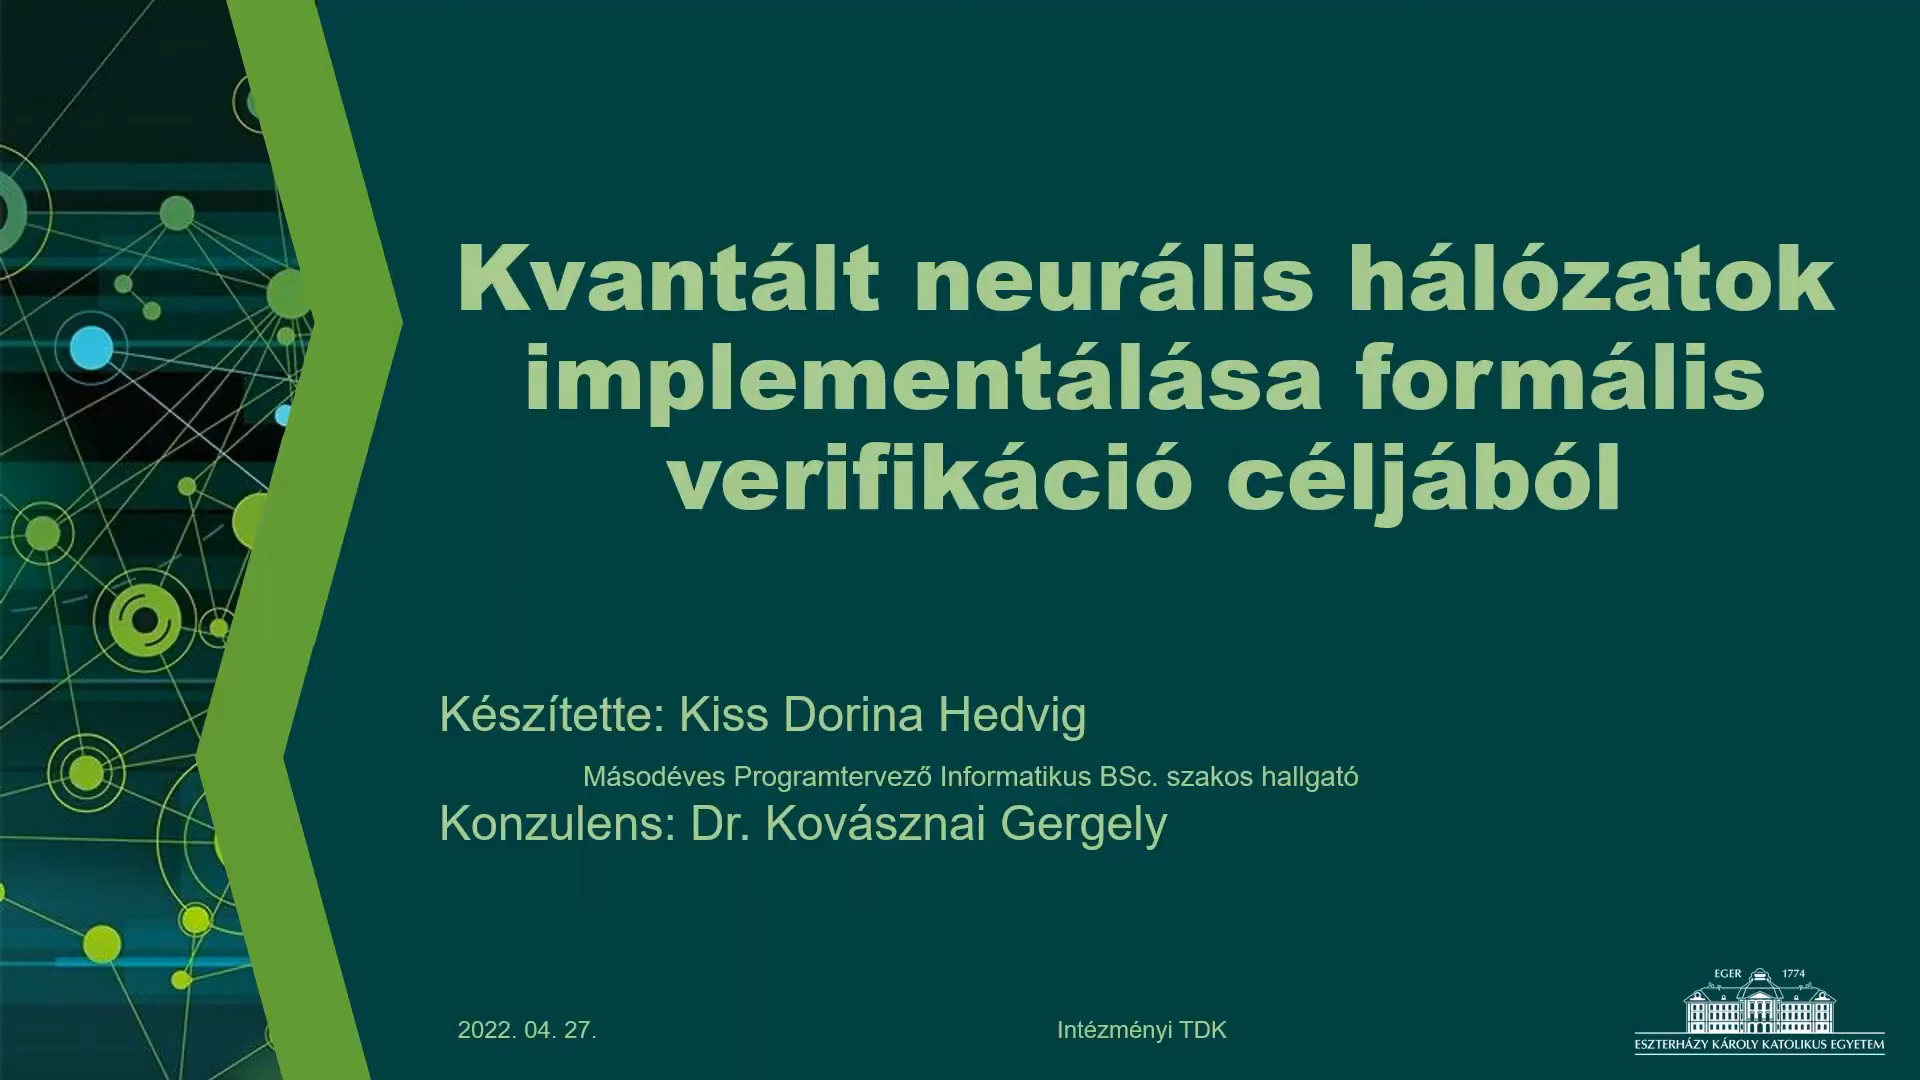 Kvantált neurális hálózatok
implementálása formális
verifikáció céljából
Készítette: Kiss Dorina Hedvig
Másodéves Programtervező Informatikus BSc. szakos hallgató
Konzulens: Dr. Kovásznai Gergely
2022. 04. 27.
Intézményi TDK
EGER 1774
ESZTERHÁZY KÁROLY KATOLIKUS EGYETEM